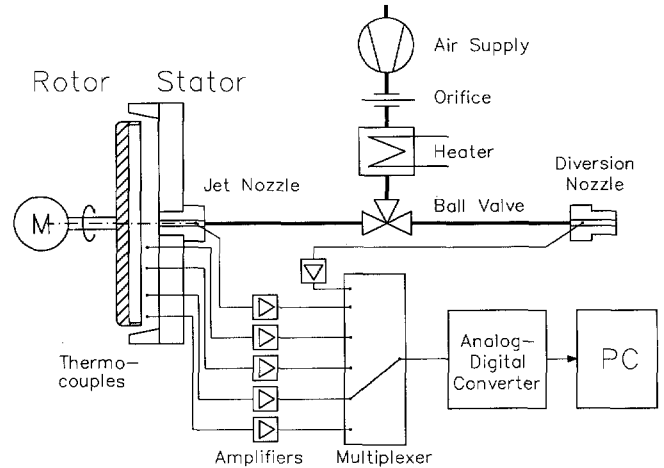 Air Supply
Rotor
Stator
Orifice
Heater
Diversion
Nozzle
Jet Nozzle
Ball Valve
M
Analog–
Digital
Converter
PC
Thermo–
couples
Amplifiers
Multiplexer